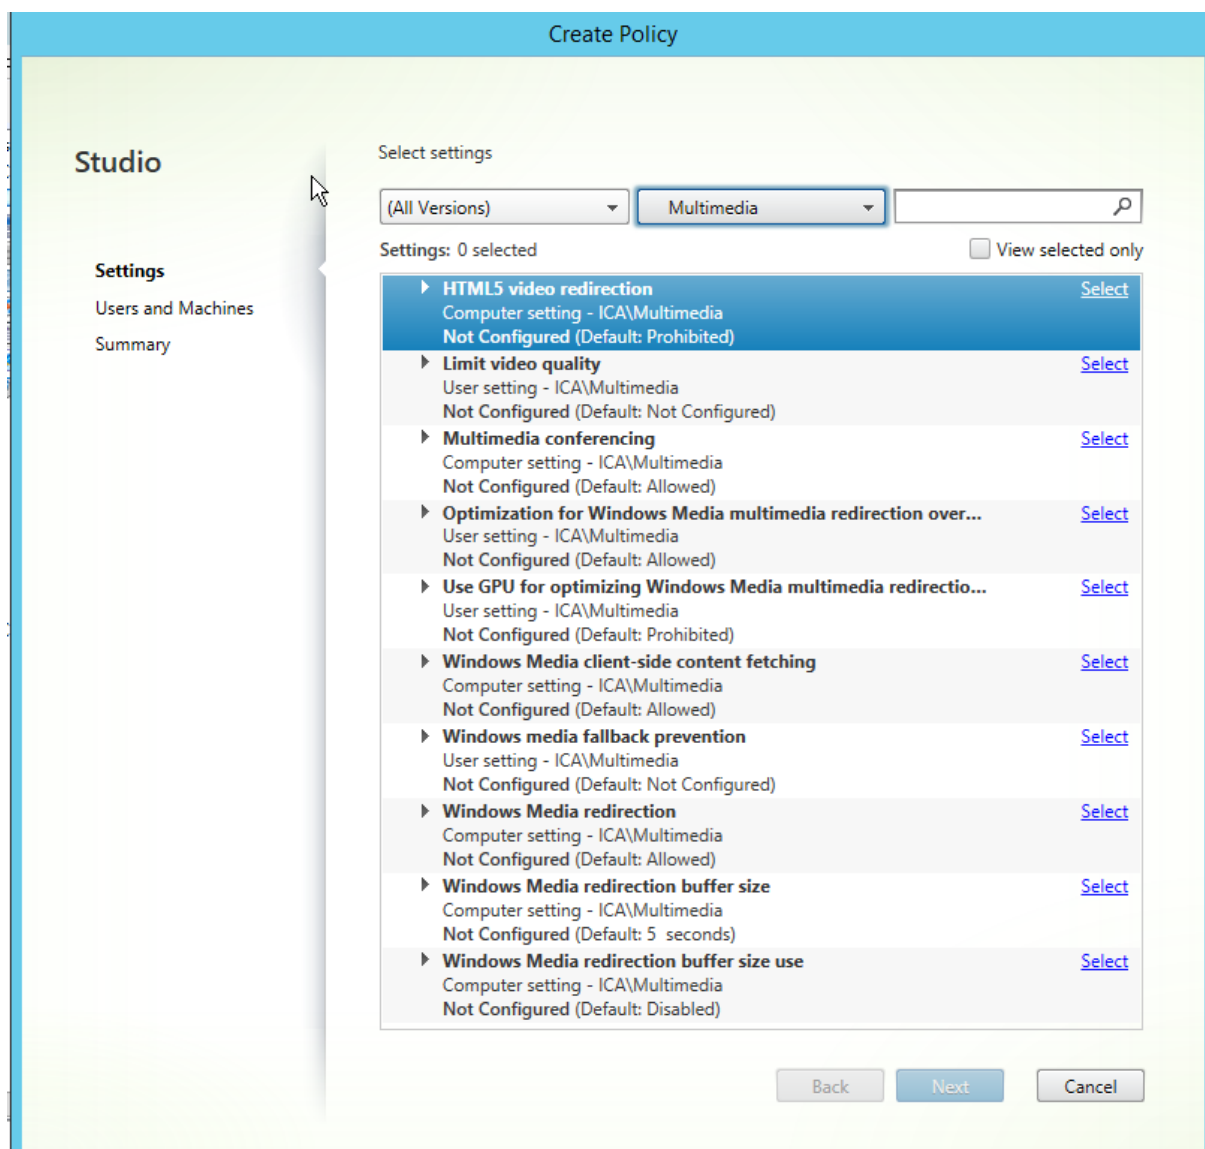 Create Policy
Studio
Settings
Users and Machines
Summary
Select settings
(All Versions)
Multimedia
Settings: 0 selected
View selected only
HTML5 video redirection
Select
Computer setting - ICA\Multimedia
Not Configured (Default: Prohibited)
Limit video quality
Select
User setting - ICA\Multimedia
Not Configured (Default: Not Configured)
Multimedia conferencing
Select
Computer setting - ICA\Multimedia
Not Configured (Default: Allowed)
Optimization for Windows Media multimedia redirection over...
Select
User setting - ICA\Multimedia
Not Configured (Default: Allowed)
Use GPU for optimizing Windows Media multimedia redirectio...
Select
User setting - ICA\Multimedia
Not Configured (Default: Prohibited)
Windows Media client-side content fetching
Select
Computer setting - ICA\Multimedia
Not Configured (Default: Allowed)
Windows media fallback prevention
Select
User setting - ICA\Multimedia
Not Configured (Default: Not Configured)
Windows Media redirection
Select
Computer setting - ICA\Multimedia
Not Configured (Default: Allowed)
Windows Media redirection buffer size
Select
Computer setting - ICA\Multimedia
Not Configured (Default: 5  seconds)
Windows Media redirection buffer size use
Select
Computer setting - ICA\Multimedia
Not Configured (Default: Disabled)
Back
Next
Cancel